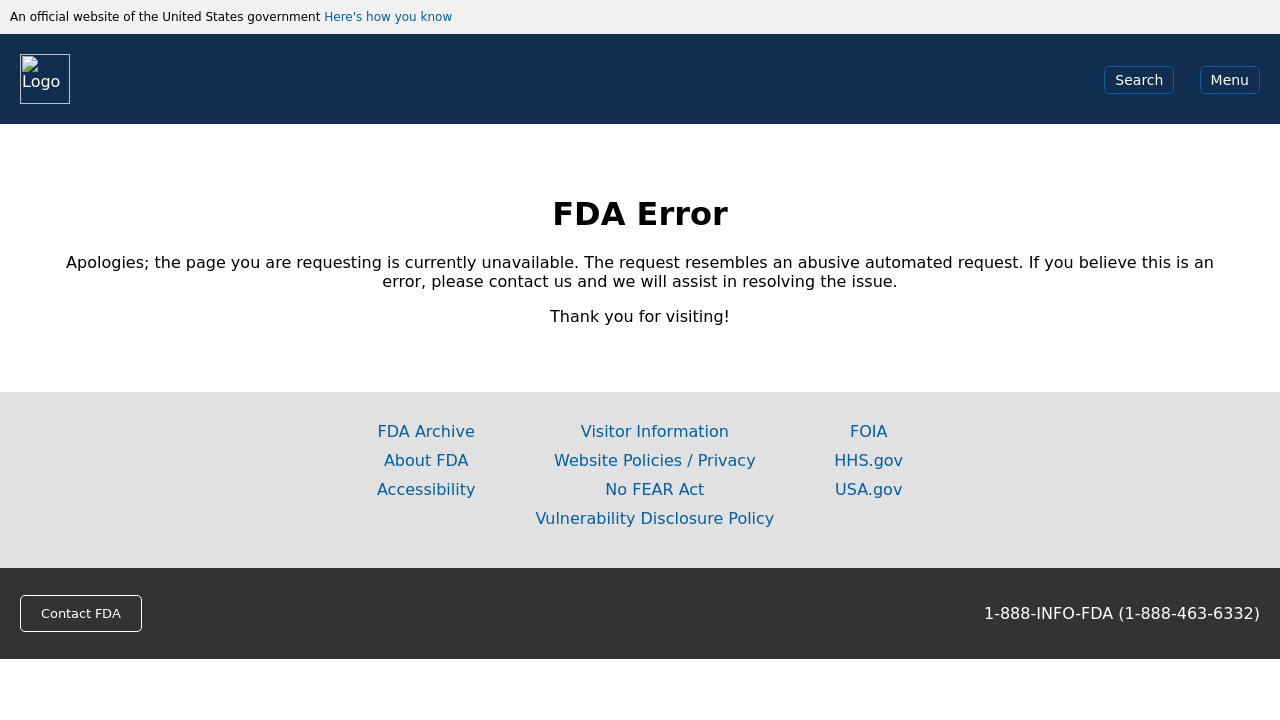 An official website of the United States government Here's how you know
Logo
Search
Menu
FDA Error
Apologies; the page you are requesting is currently unavailable. The request resembles an abusive automated request. If you believe this is an
error, please contact us and we will assist in resolving the issue.
Thank you for visiting!
FDA Archive
About FDA
Accessibility
Visitor Information
Website Policies / Privacy
No FEAR Act
Vulnerability Disclosure Policy
FOIA
HHS.gov
USA.gov
Contact FDA
1-888-INFO-FDA (1-888-463-6332)